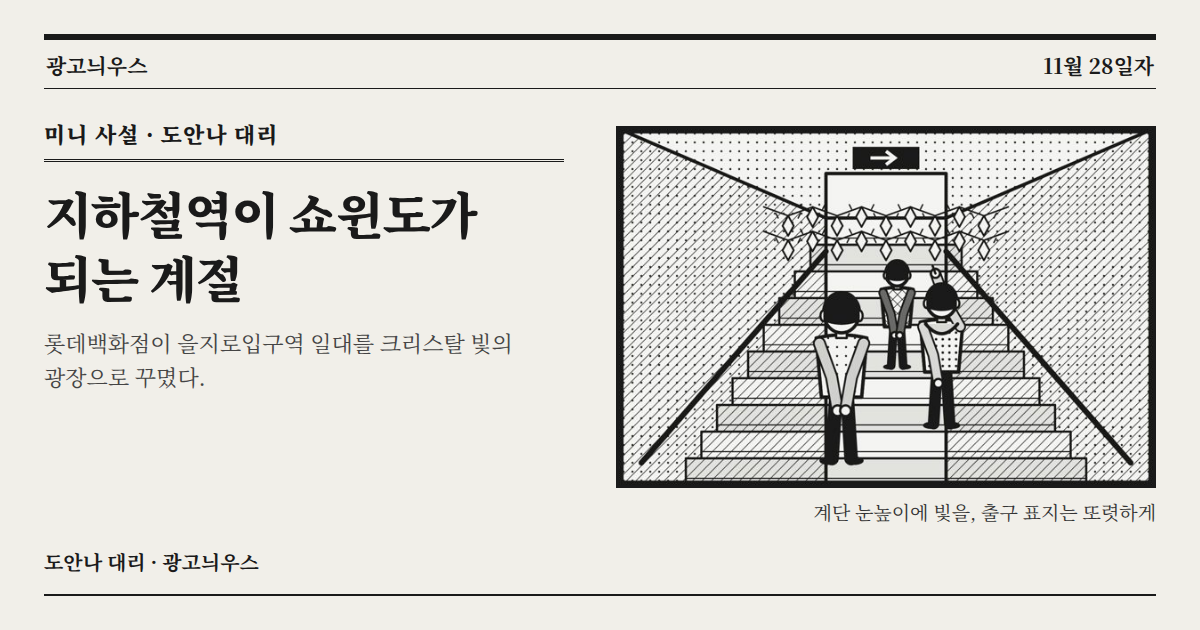 광고늬우스
11월 28일자
미니 사설 · 도안나 대리
지하철역이 쇼윈도가
되는 계절
롯데백화점이 을지로입구역 일대를 크리스탈 빛의
광장으로 꾸몄다.
계단 눈높이에 빛을, 출구 표지는 또렷하게
도안나 대리 · 광고늬우스